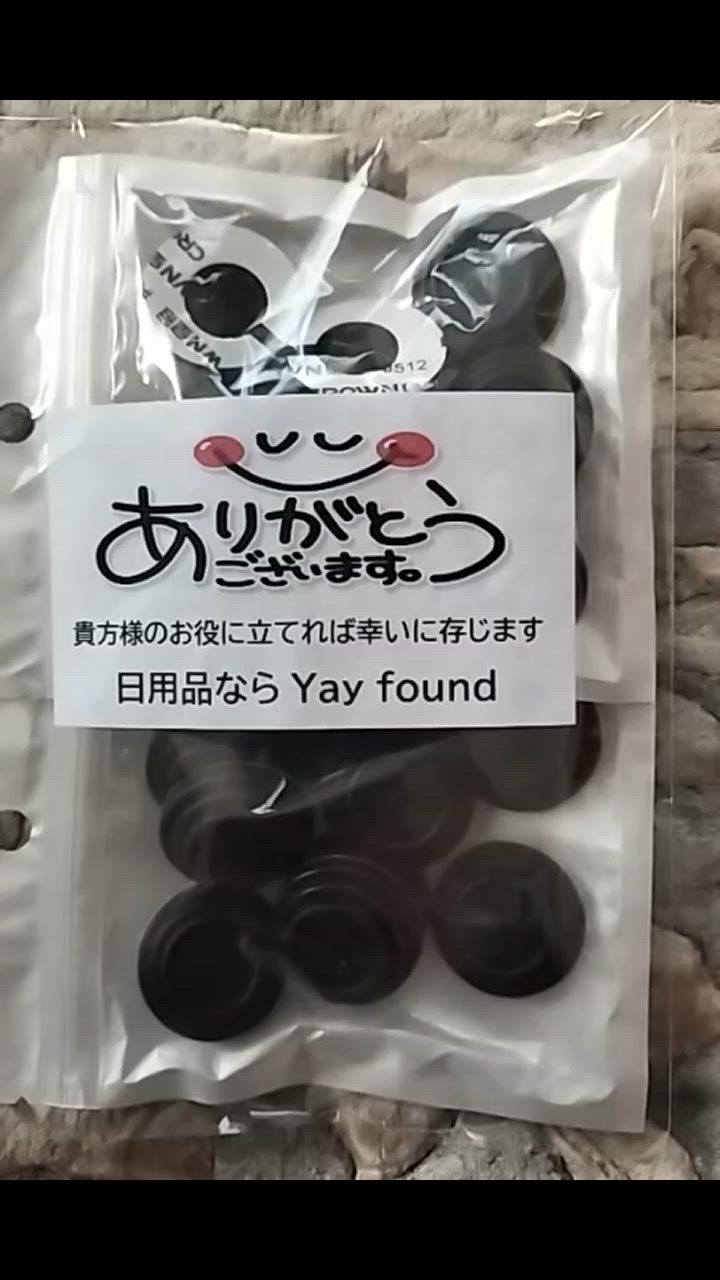 0512
ありがとう
ございます。
貴方様のお役に立てれば幸いに存じます
日用品なら Yay found